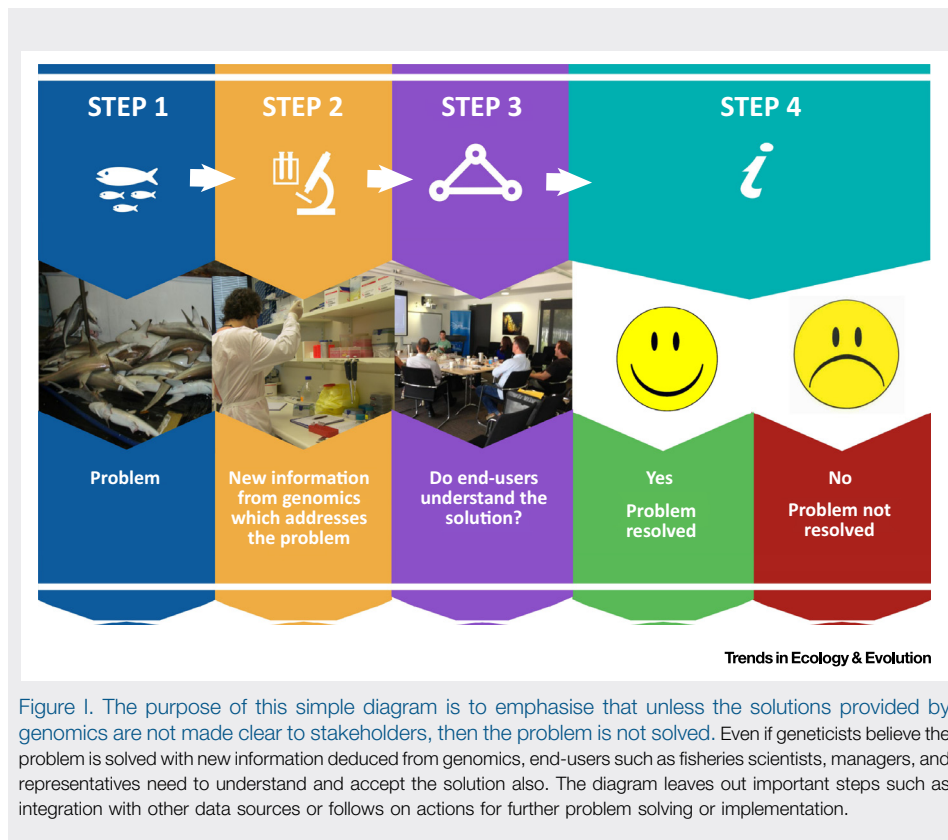 STEP 1
STEP 2
STEP 3
STEP 4
i
Problem
New information
from genomics
which addresses
the problem
Do end-users
understand the
solution?
Yes
Problem
resolved
No
Problem not
resolved
Trends in Ecology & Evolution
Figure I. The purpose of this simple diagram is to emphasise that unless the solutions provided by
genomics are not made clear to stakeholders, then the problem is not solved. Even if geneticists believe the
problem is solved with new information deduced from genomics, end-users such as fisheries scientists, managers, and
representatives need to understand and accept the solution also. The diagram leaves out important steps such as
integration with other data sources or follows on actions for further problem solving or implementation.